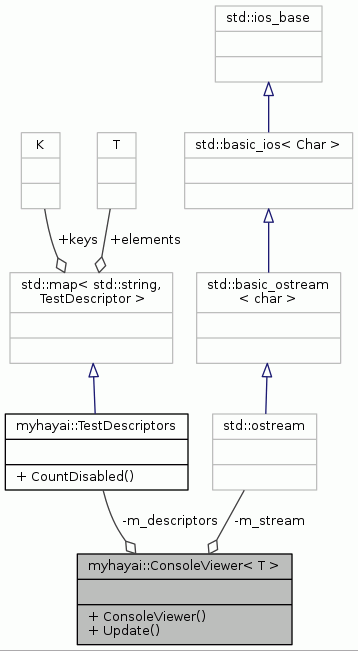 std::ios_base
K
T
std::basic_ios< Char >
+keys
+elements
std::map< std::string,
TestDescriptor >
std::basic_ostream
< char >
myhayai::TestDescriptors
+ CountDisabled()
std::ostream
-m_descriptors
-m_stream
myhayai::ConsoleViewer< T >
+ ConsoleViewer()
+ Update()